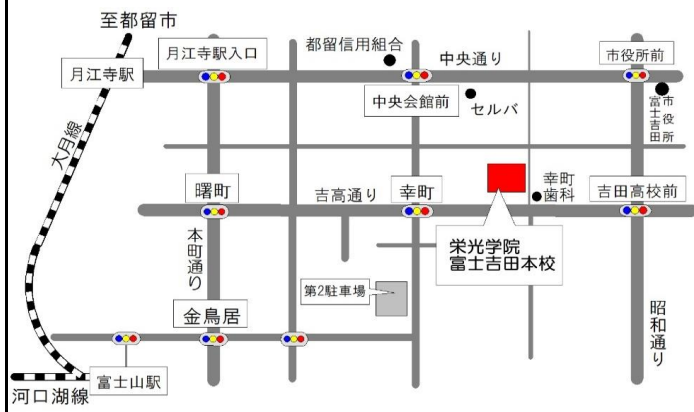 至都留市
月江寺駅入口
都留信用組合
中央通り
市役所前
月江寺駅
中央会館前
セルバ
富士吉田
市役所
大月線
曙町
吉高通り
幸町
幸町
歯科
吉田高校前
本町通り
栄光学院
富士吉田本校
第2駐車場
金鳥居
昭和通り
富士山駅
河口湖線